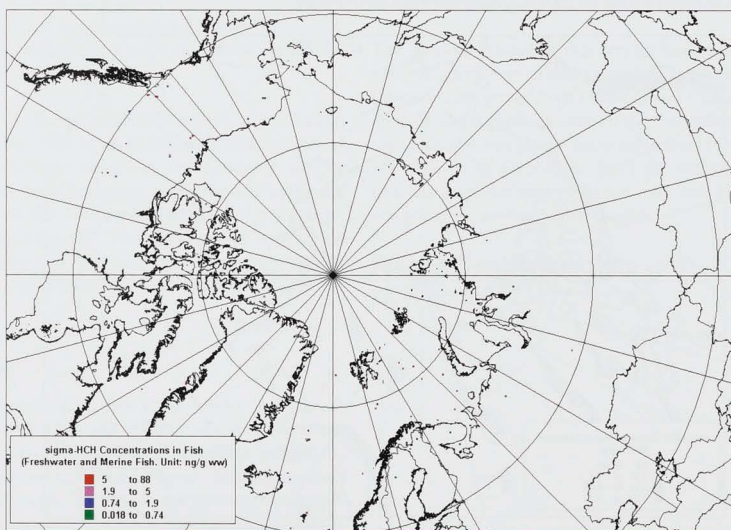 sigma-HCH Concentrations in Fish
(Freshwater and Merine Fish. Unit: ng/g ww)
5 to 88
1.9 to 5
0.74 to 1.9
0.018 to 0.74